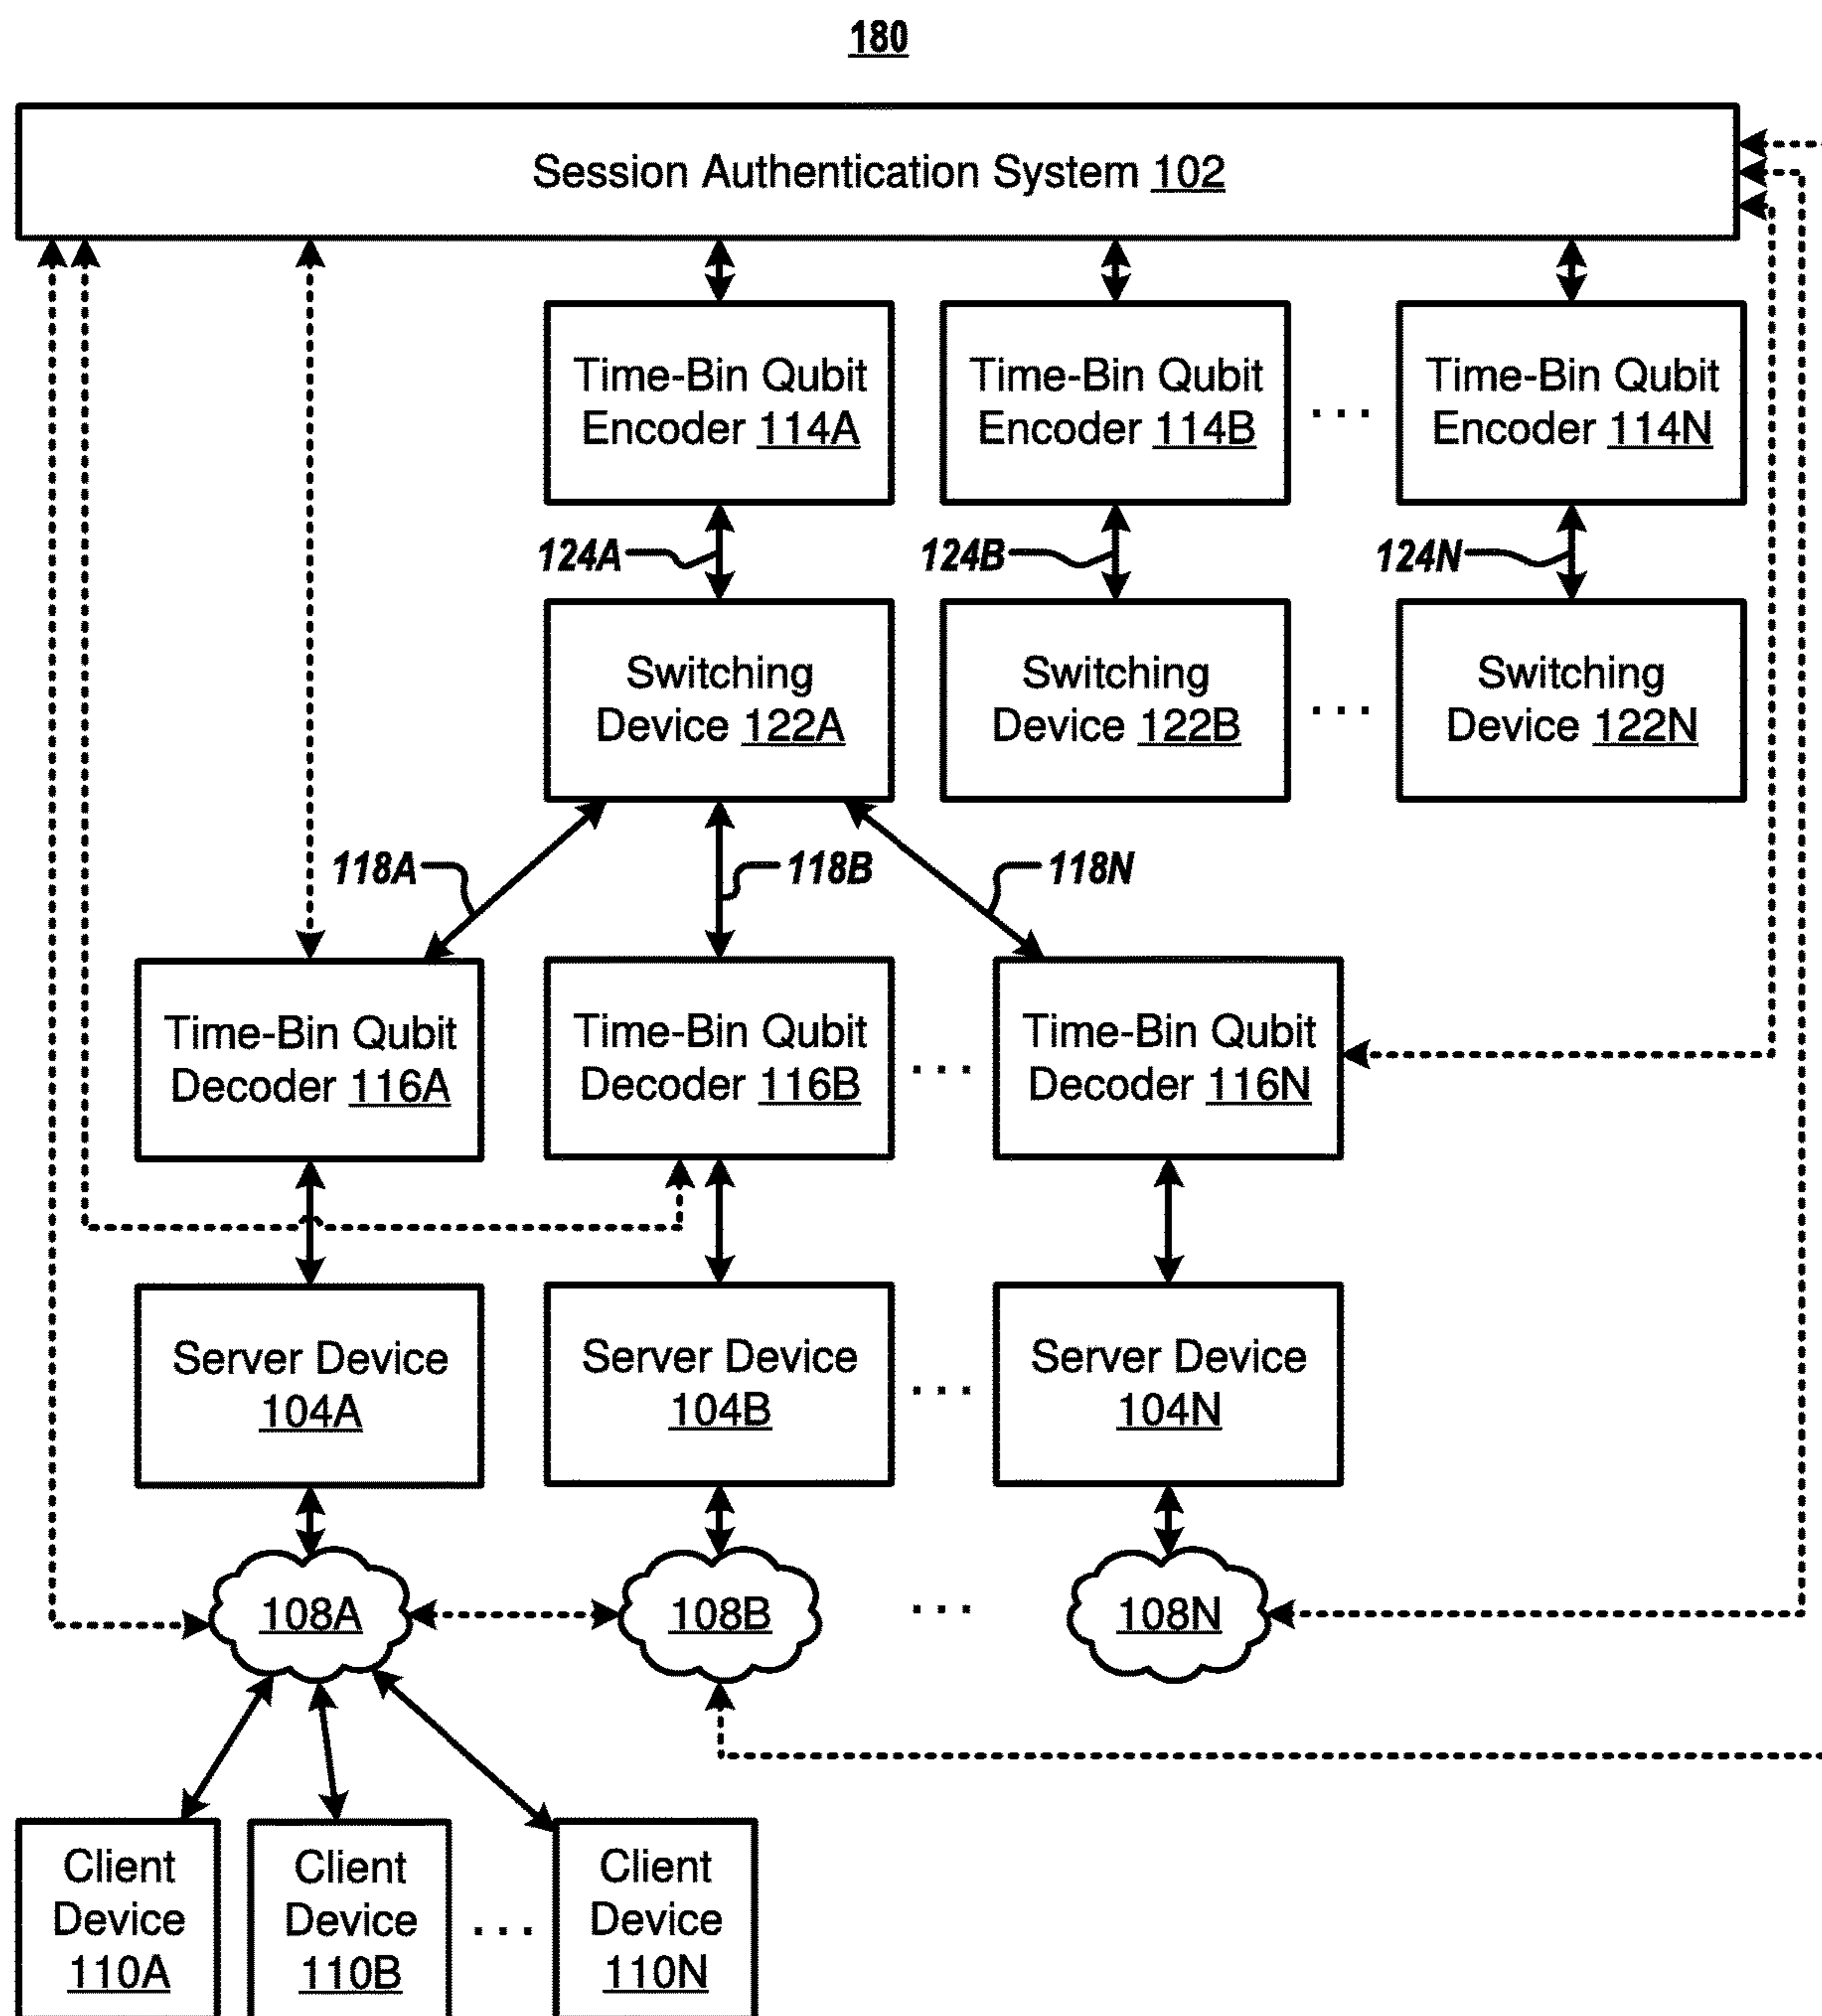 180
Session Authentication System 102
Time-Bin Qubit
Encoder 114A
Time-Bin Qubit
Encoder 114B
...
Time-Bin Qubit
Encoder 114N
124A
124B
124N
Switching
Device 122A
Switching
Device 122B
...
Switching
Device 122N
118A
118B
118N
Time-Bin Qubit
Decoder 116A
Time-Bin Qubit
Decoder 116B
...
Time-Bin Qubit
Decoder 116N
Server Device
104A
Server Device
104B
...
Server Device
104N
108A
108B
...
108N
Client
Device
110A
Client
Device
110B
...
Client
Device
110N